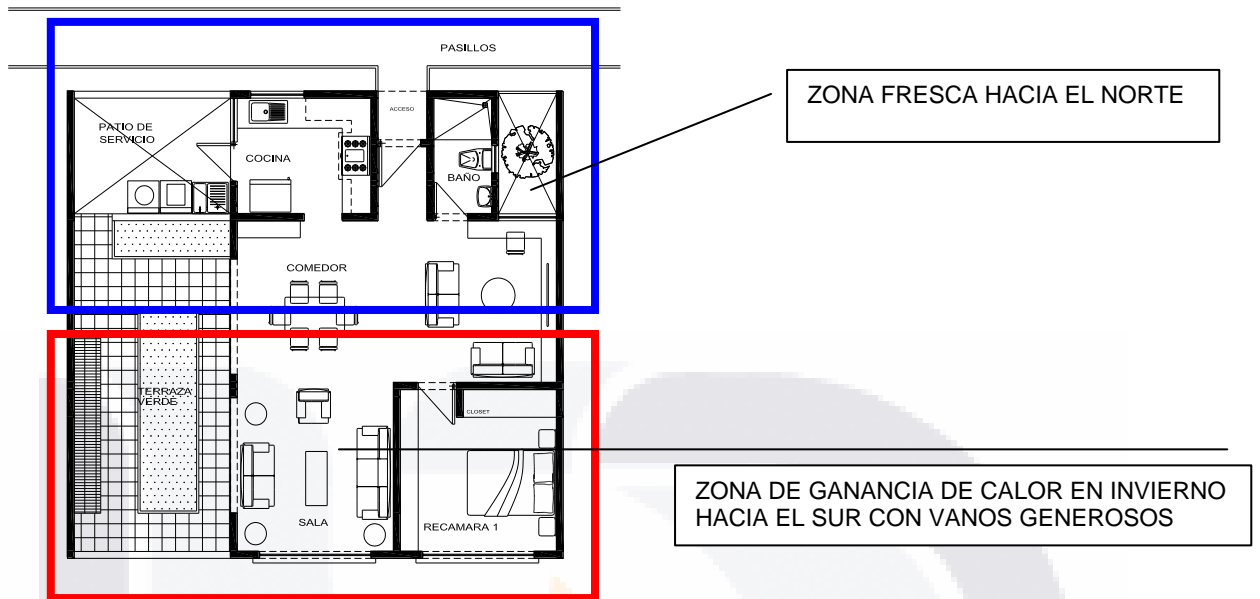 PASILLOS
ZONA FRESCA HACIA EL NORTE
ACCESO
PATIO DE
SERVICIO
COCINA
BAÑO
COMEDOR
TERRAZA
VERDE
CLOSET
SALA
RECAMARA 1
ZONA DE GANANCIA DE CALOR EN INVIERNO
HACIA EL SUR CON VANOS GENEROSOS